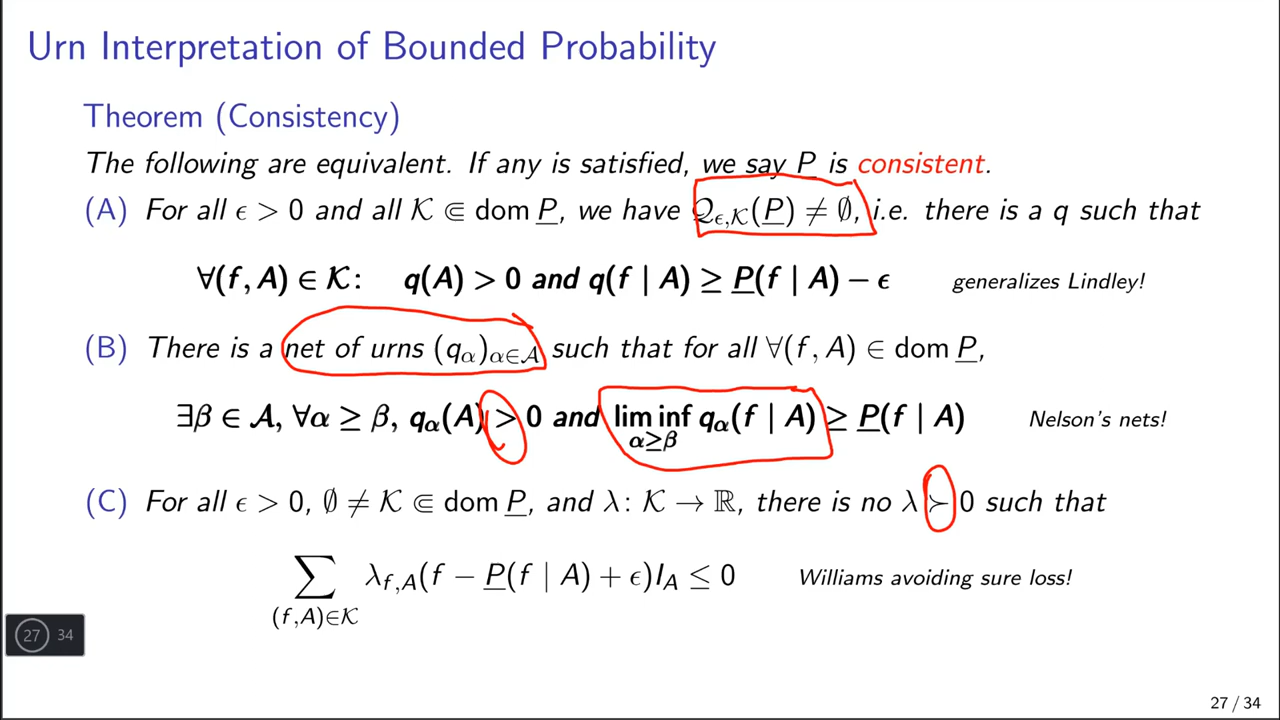 Urn Interpretation of Bounded Probability
Theorem (Consistency)
The following are equivalent. If any is satisfied, we say P̲ is consistent.
(A) For all ϵ > 0 and all 𝒦 ⋐ dom P̲, we have 𝒬ϵ,𝒦(P̲) ≠ ∅, i.e. there is a q such that
∀(f, A) ∈ 𝒦: q(A) > 0 and q(f | A) ≥ P̲(f | A) − ϵ generalizes Lindley!
(B) There is a net of urns (qα)α∈𝒜 such that for all ∀(f, A) ∈ dom P̲,
∃β ∈ 𝒜, ∀α ≥ β, qα(A) > 0 and lim inf qα(f | A) ≥ P̲(f | A) Nelson's nets!
α≥β
(C) For all ϵ > 0, ∅ ≠ 𝒦 ⋐ dom P̲, and λ: 𝒦 → ℝ, there is no λ ≻ 0 such that
∑ λf,A(f − P̲(f | A) + ϵ)IA ≤ 0 Williams avoiding sure loss!
(f,A)∈𝒦
27 34
27 / 34